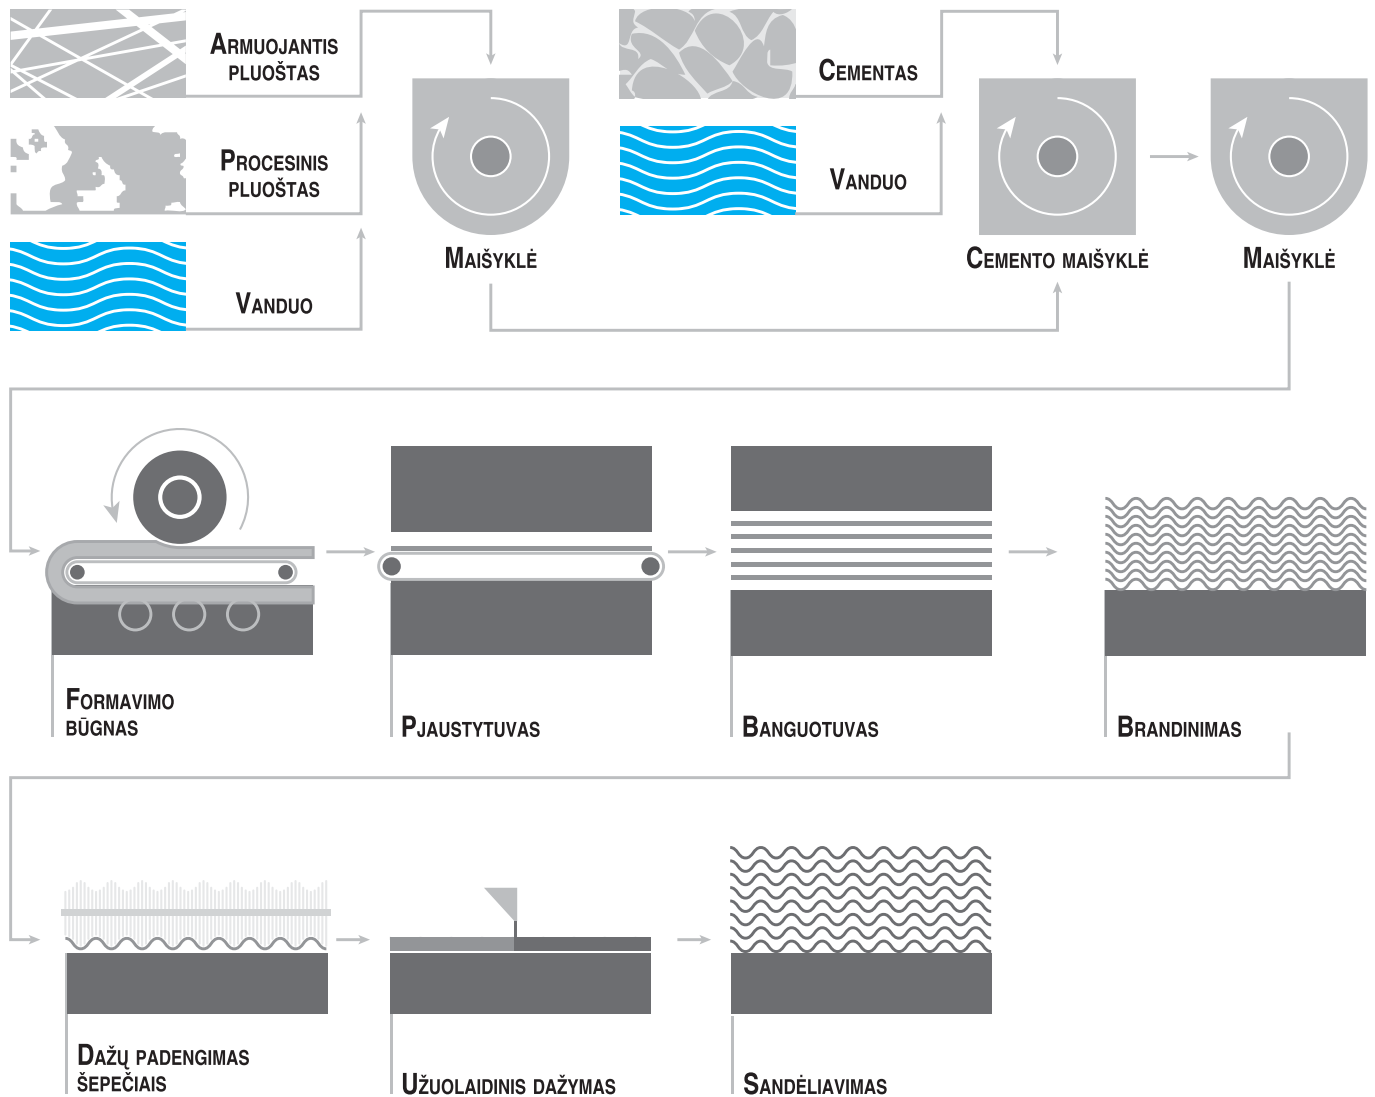 Armuojantis
pluoštas
Procesinis
pluoštas
Vanduo
Maišyklė
Cementas
Vanduo
Cemento maišyklė
Maišyklė
Formavimo
būgnas
Pjaustytuvas
Banguotuvas
Brandinimas
Dažų padengimas
šepečiais
Užuolaidinis dažymas
Sandėliavimas